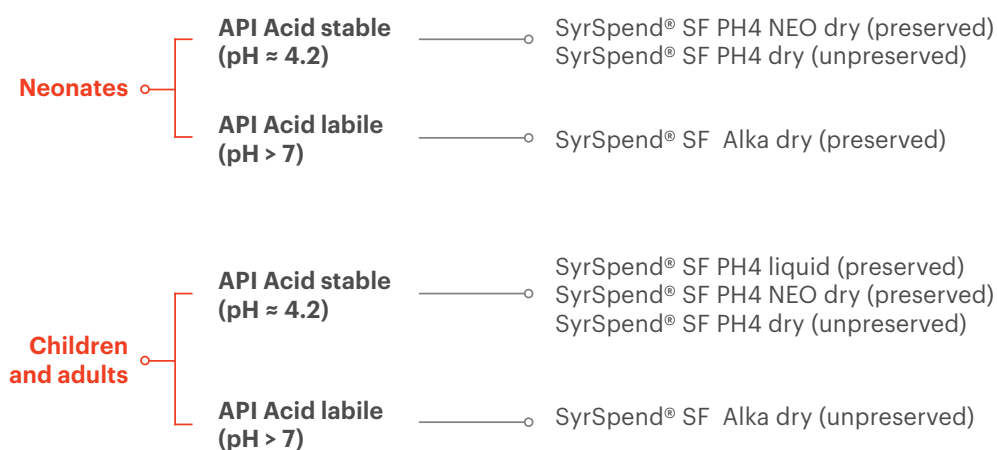 Neonates
API Acid stable
(pH ≈ 4.2)
SyrSpend® SF PH4 NEO dry (preserved)
SyrSpend® SF PH4 dry (unpreserved)
API Acid labile
(pH > 7)
SyrSpend® SF Alka dry (preserved)
Children
and adults
API Acid stable
(pH ≈ 4.2)
SyrSpend® SF PH4 liquid (preserved)
SyrSpend® SF PH4 NEO dry (preserved)
SyrSpend® SF PH4 dry (unpreserved)
API Acid labile
(pH > 7)
SyrSpend® SF Alka dry (unpreserved)